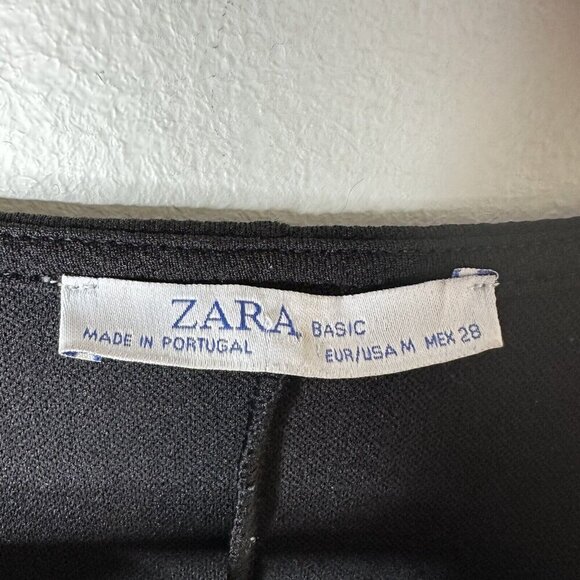 ZARA BASIC
MADE IN PORTUGAL EUR/USA M MEX 28